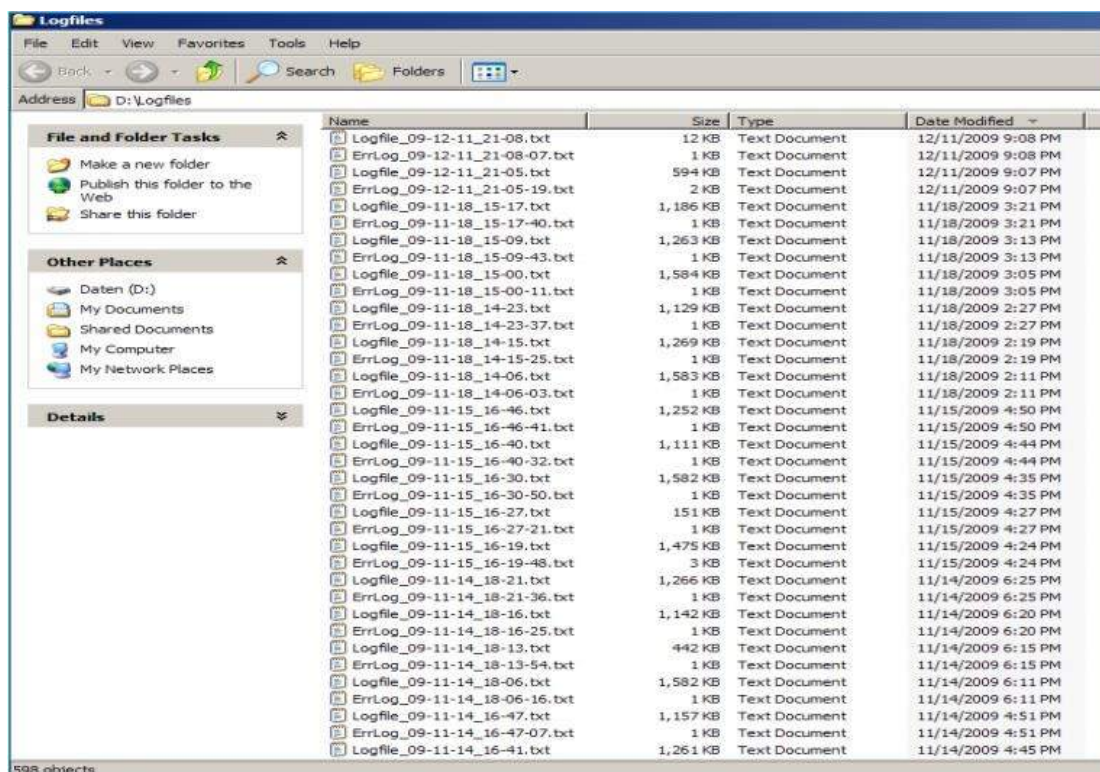 Logfiles
File Edit View Favorites Tools Help
Back Search Folders
Address D:\Logfiles
File and Folder Tasks
Make a new folder
Publish this folder to the
Web
Share this folder
Other Places
Daten (D:)
My Documents
Shared Documents
My Computer
My Network Places
Details
Name Size Type Date Modified
Logfile_09-12-11_21-08.txt 12 KB Text Document 12/11/2009 9:08 PM
ErrLog_09-12-11_21-08-07.txt 1 KB Text Document 12/11/2009 9:08 PM
Logfile_09-12-11_21-05.txt 594 KB Text Document 12/11/2009 9:07 PM
ErrLog_09-12-11_21-05-19.txt 2 KB Text Document 12/11/2009 9:07 PM
Logfile_09-11-18_15-17.txt 1,186 KB Text Document 11/18/2009 3:21 PM
ErrLog_09-11-18_15-17-40.txt 1 KB Text Document 11/18/2009 3:21 PM
Logfile_09-11-18_15-09.txt 1,263 KB Text Document 11/18/2009 3:13 PM
ErrLog_09-11-18_15-09-43.txt 1 KB Text Document 11/18/2009 3:13 PM
Logfile_09-11-18_15-00.txt 1,584 KB Text Document 11/18/2009 3:05 PM
ErrLog_09-11-18_15-00-11.txt 1 KB Text Document 11/18/2009 3:05 PM
Logfile_09-11-18_14-23.txt 1,129 KB Text Document 11/18/2009 2:27 PM
ErrLog_09-11-18_14-23-37.txt 1 KB Text Document 11/18/2009 2:27 PM
Logfile_09-11-18_14-15.txt 1,269 KB Text Document 11/18/2009 2:19 PM
ErrLog_09-11-18_14-15-25.txt 1 KB Text Document 11/18/2009 2:19 PM
Logfile_09-11-18_14-06.txt 1,583 KB Text Document 11/18/2009 2:11 PM
ErrLog_09-11-18_14-06-03.txt 1 KB Text Document 11/18/2009 2:11 PM
Logfile_09-11-15_16-46.txt 1,252 KB Text Document 11/15/2009 4:50 PM
ErrLog_09-11-15_16-46-41.txt 1 KB Text Document 11/15/2009 4:50 PM
Logfile_09-11-15_16-40.txt 1,111 KB Text Document 11/15/2009 4:44 PM
ErrLog_09-11-15_16-40-32.txt 1 KB Text Document 11/15/2009 4:44 PM
Logfile_09-11-15_16-30.txt 1,582 KB Text Document 11/15/2009 4:35 PM
ErrLog_09-11-15_16-30-50.txt 1 KB Text Document 11/15/2009 4:35 PM
Logfile_09-11-15_16-27.txt 151 KB Text Document 11/15/2009 4:27 PM
ErrLog_09-11-15_16-27-21.txt 1 KB Text Document 11/15/2009 4:27 PM
Logfile_09-11-15_16-19.txt 1,475 KB Text Document 11/15/2009 4:24 PM
ErrLog_09-11-15_16-19-48.txt 3 KB Text Document 11/15/2009 4:24 PM
Logfile_09-11-14_18-21.txt 1,266 KB Text Document 11/14/2009 6:25 PM
ErrLog_09-11-14_18-21-36.txt 1 KB Text Document 11/14/2009 6:25 PM
Logfile_09-11-14_18-16.txt 1,142 KB Text Document 11/14/2009 6:20 PM
ErrLog_09-11-14_18-16-25.txt 1 KB Text Document 11/14/2009 6:20 PM
Logfile_09-11-14_18-13.txt 442 KB Text Document 11/14/2009 6:15 PM
ErrLog_09-11-14_18-13-54.txt 1 KB Text Document 11/14/2009 6:15 PM
Logfile_09-11-14_18-06.txt 1,582 KB Text Document 11/14/2009 6:11 PM
ErrLog_09-11-14_18-06-16.txt 1 KB Text Document 11/14/2009 6:11 PM
Logfile_09-11-14_16-47.txt 1,157 KB Text Document 11/14/2009 4:51 PM
ErrLog_09-11-14_16-47-07.txt 1 KB Text Document 11/14/2009 4:51 PM
Logfile_09-11-14_16-41.txt 1,261 KB Text Document 11/14/2009 4:45 PM
598 objects